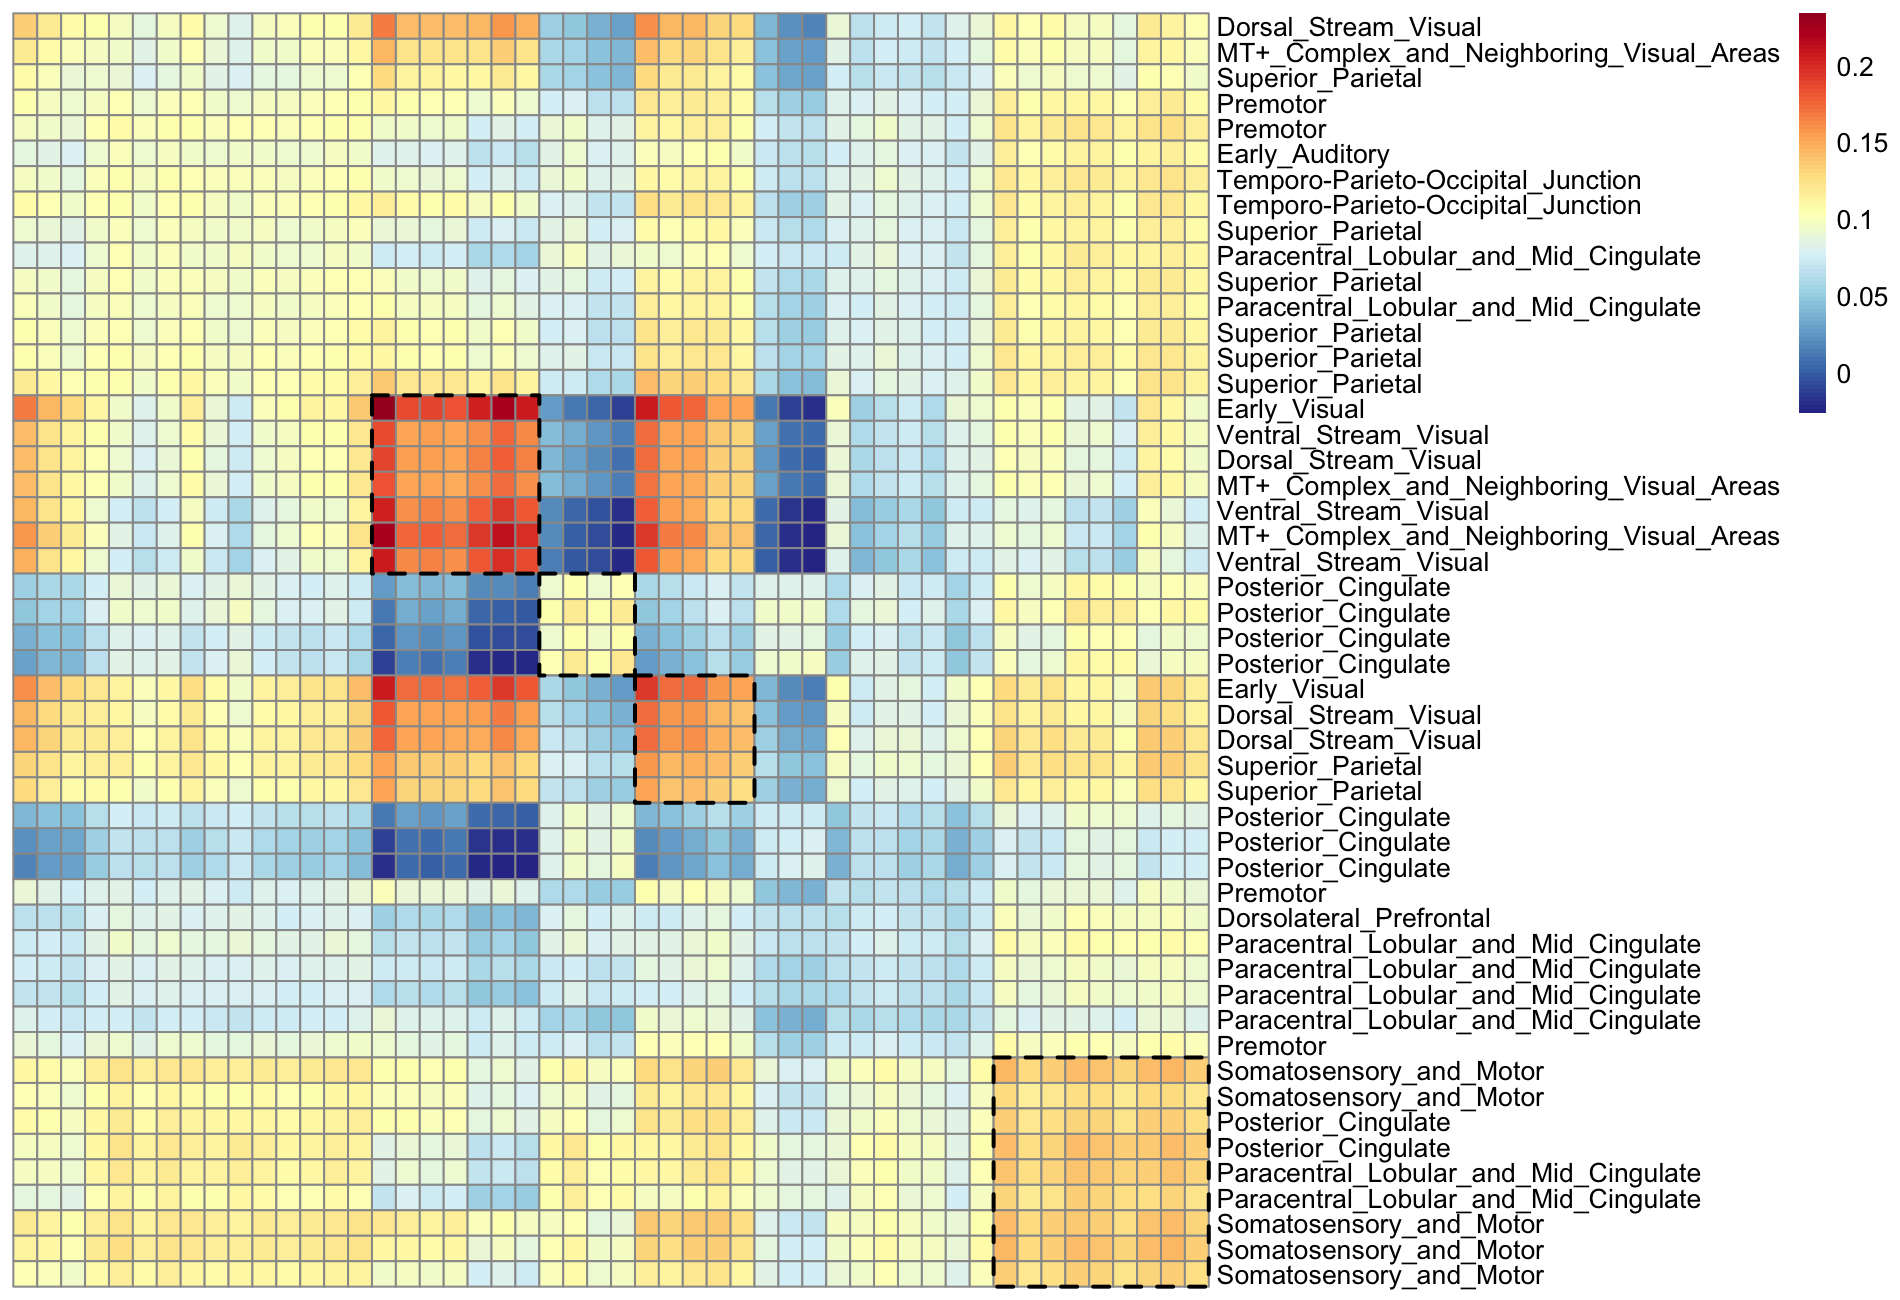 Dorsal_Stream_Visual
MT+_Complex_and_Neighboring_Visual_Areas
Superior_Parietal
Premotor
Premotor
Early_Auditory
Temporo-Parieto-Occipital_Junction
Temporo-Parieto-Occipital_Junction
Superior_Parietal
Paracentral_Lobular_and_Mid_Cingulate
Superior_Parietal
Paracentral_Lobular_and_Mid_Cingulate
Superior_Parietal
Superior_Parietal
Superior_Parietal
Early_Visual
Ventral_Stream_Visual
Dorsal_Stream_Visual
MT+_Complex_and_Neighboring_Visual_Areas
Ventral_Stream_Visual
MT+_Complex_and_Neighboring_Visual_Areas
Ventral_Stream_Visual
Posterior_Cingulate
Posterior_Cingulate
Posterior_Cingulate
Posterior_Cingulate
Early_Visual
Dorsal_Stream_Visual
Dorsal_Stream_Visual
Superior_Parietal
Superior_Parietal
Posterior_Cingulate
Posterior_Cingulate
Posterior_Cingulate
Premotor
Dorsolateral_Prefrontal
Paracentral_Lobular_and_Mid_Cingulate
Paracentral_Lobular_and_Mid_Cingulate
Paracentral_Lobular_and_Mid_Cingulate
Paracentral_Lobular_and_Mid_Cingulate
Premotor
Somatosensory_and_Motor
Somatosensory_and_Motor
Posterior_Cingulate
Posterior_Cingulate
Paracentral_Lobular_and_Mid_Cingulate
Paracentral_Lobular_and_Mid_Cingulate
Somatosensory_and_Motor
Somatosensory_and_Motor
Somatosensory_and_Motor
0.2
0.15
0.1
0.05
0